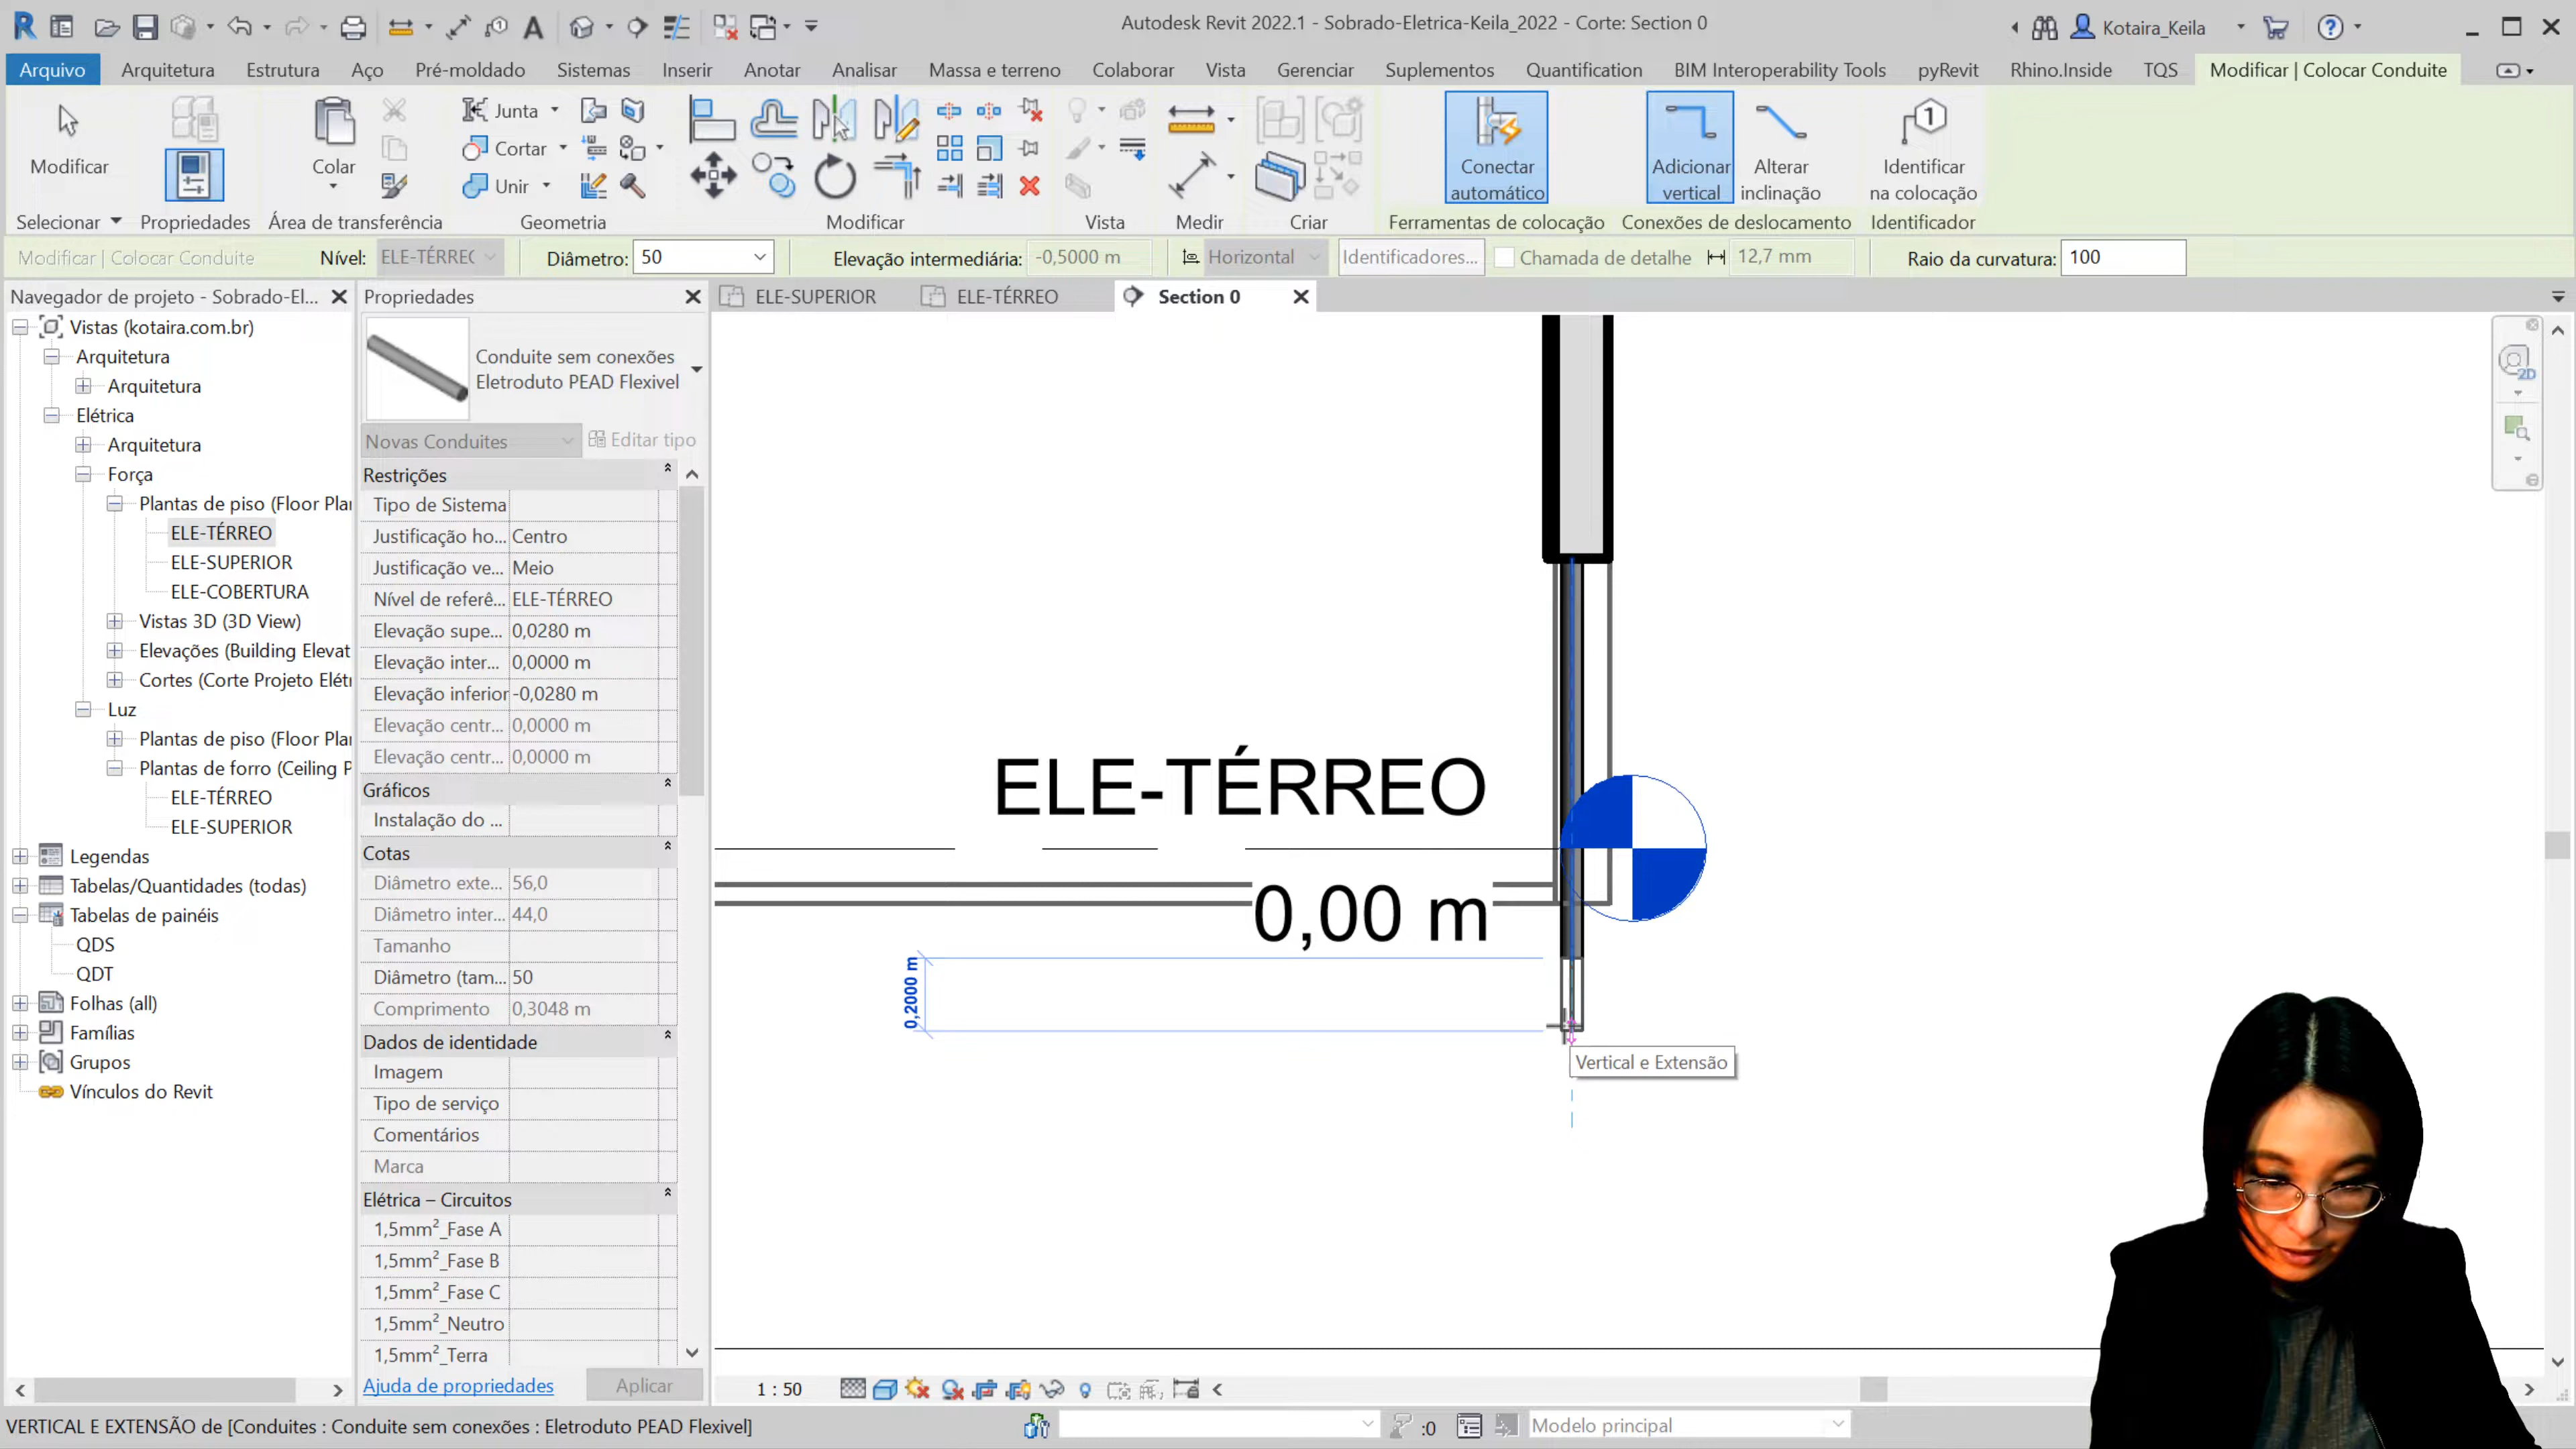 Autodesk Revit 2022.1 - Sobrado-Eletrica-Keila_2022 - Corte: Section 0
Kotaira_Keila
Arquivo Arquitetura Estrutura Aço Pré-moldado Sistemas Inserir Anotar Analisar Massa e terreno Colaborar Vista Gerenciar Suplementos Quantification BIM Interoperability Tools pyRevit Rhino.Inside TQS Modificar | Colocar Conduite
Modificar
Colar
Junta
Cortar
Unir
Conectar
automático
Adicionar
vertical
Alterar
inclinação
Identificar
na colocação
Selecionar Propriedades Área de transferência Geometria Modificar Vista Medir Criar Ferramentas de colocação Conexões de deslocamento Identificador
Modificar | Colocar Conduite Nível: ELE-TÉRREC Diâmetro: 50 Elevação intermediária: -0,5000 m Horizontal Identificadores... Chamada de detalhe 12,7 mm Raio da curvatura: 100
Navegador de projeto - Sobrado-El...
Vistas (kotaira.com.br)
Arquitetura
Arquitetura
Elétrica
Arquitetura
Força
Plantas de piso (Floor Plar
ELE-TÉRREO
ELE-SUPERIOR
ELE-COBERTURA
Vistas 3D (3D View)
Elevações (Building Elevat
Cortes (Corte Projeto Elétr
Luz
Plantas de piso (Floor Plar
Plantas de forro (Ceiling P
ELE-TÉRREO
ELE-SUPERIOR
Legendas
Tabelas/Quantidades (todas)
Tabelas de painéis
QDS
QDT
Folhas (all)
Famílias
Grupos
Vínculos do Revit
Propriedades
Conduite sem conexões
Eletroduto PEAD Flexivel
Novas Conduites Editar tipo
Restrições
Tipo de Sistema
Justificação ho... Centro
Justificação ve... Meio
Nível de referê... ELE-TÉRREO
Elevação supe... 0,0280 m
Elevação inter... 0,0000 m
Elevação inferior -0,0280 m
Elevação centr... 0,0000 m
Elevação centr... 0,0000 m
Gráficos
Instalação do ...
Cotas
Diâmetro exte... 56,0
Diâmetro inter... 44,0
Tamanho
Diâmetro (tam... 50
Comprimento 0,3048 m
Dados de identidade
Imagem
Tipo de serviço
Comentários
Marca
Elétrica – Circuitos
1,5mm²_Fase A
1,5mm²_Fase B
1,5mm²_Fase C
1,5mm²_Neutro
1,5mm²_Terra
Ajuda de propriedades Aplicar
ELE-SUPERIOR ELE-TÉRREO Section 0
2D
ELE-TÉRREO
0,00 m
0,2000 m
Vertical e Extensão
1 : 50
VERTICAL E EXTENSÃO de [Conduites : Conduite sem conexões : Eletroduto PEAD Flexivel]
:0 Modelo principal